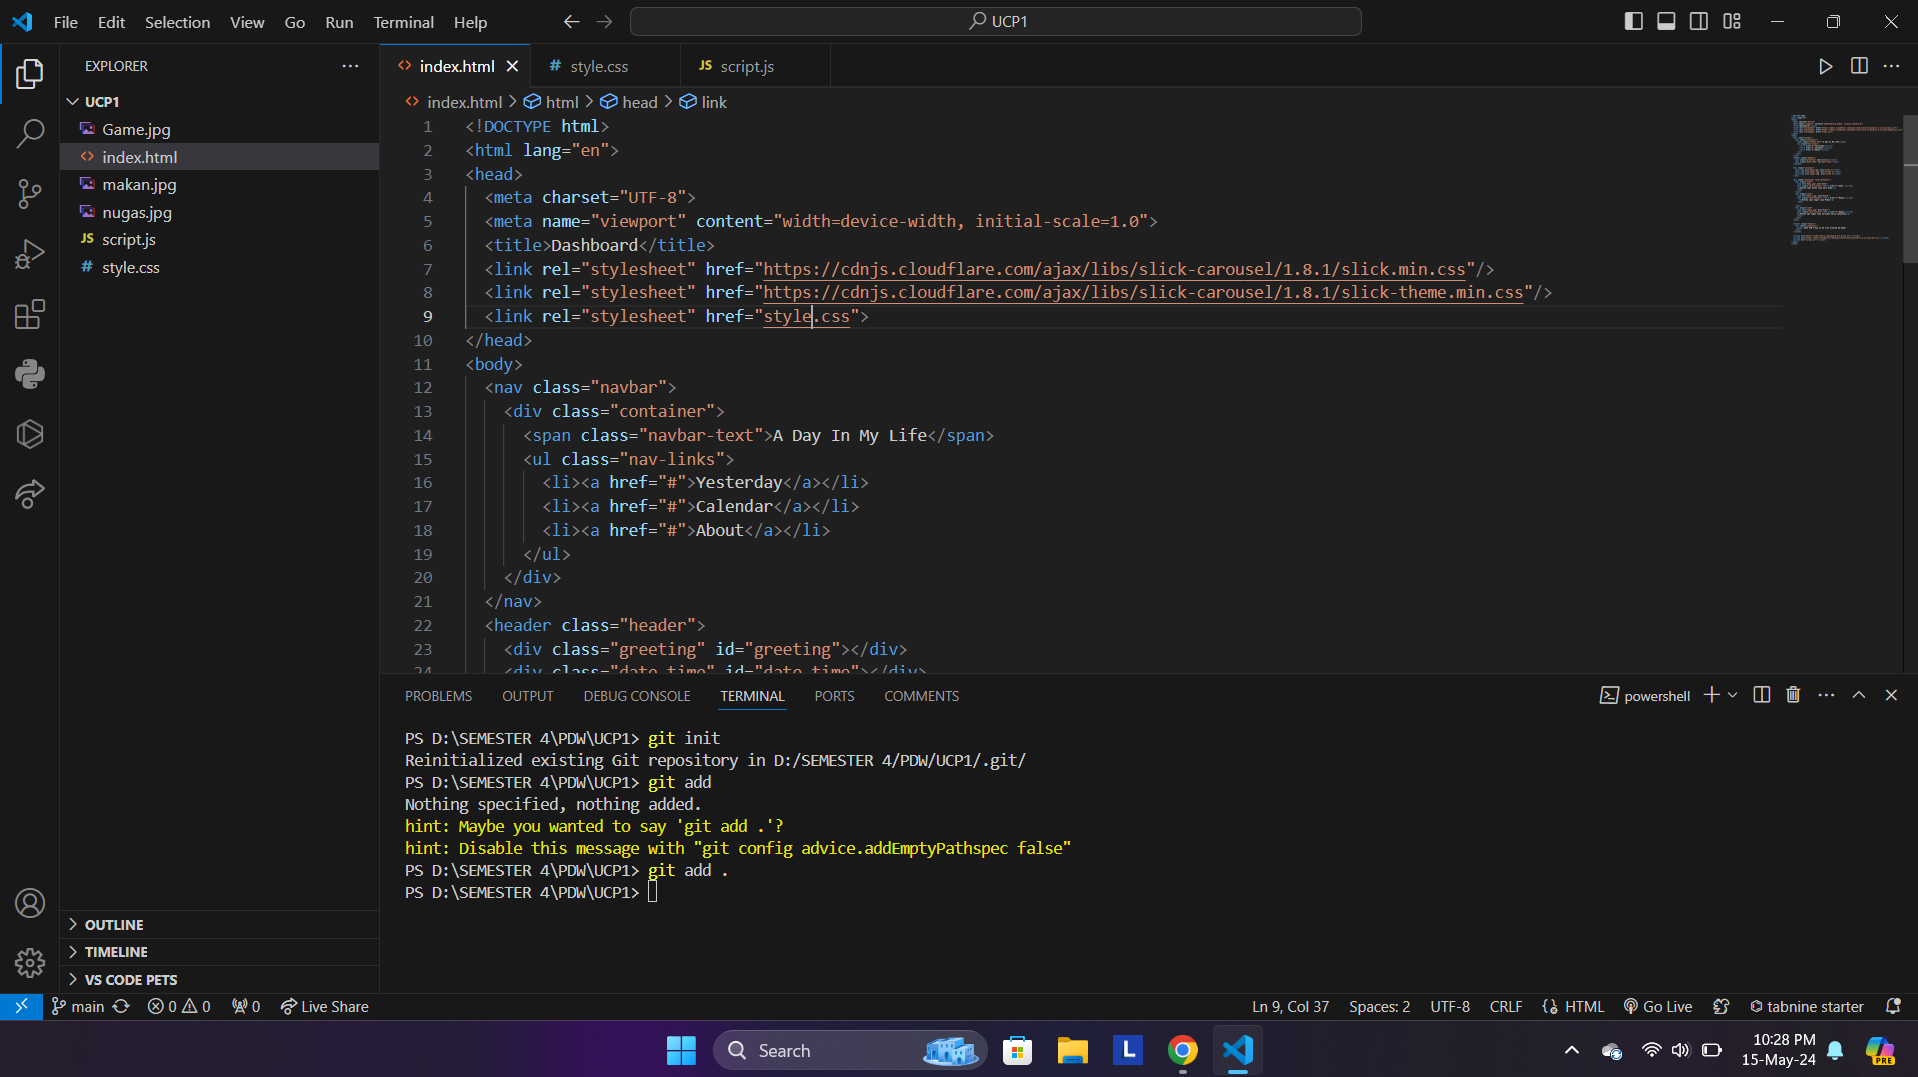 File Edit Selection View Go Run Terminal Help
UCP1
EXPLORER
UCP1
Game.jpg
index.html
makan.jpg
nugas.jpg
JS script.js
# style.css
OUTLINE
TIMELINE
VS CODE PETS
index.html
# style.css
JS script.js
index.html > html > head > link
1 <!DOCTYPE html>
2 <html lang="en">
3 <head>
4 <meta charset="UTF-8">
5 <meta name="viewport" content="width=device-width, initial-scale=1.0">
6 <title>Dashboard</title>
7 <link rel="stylesheet" href="https://cdnjs.cloudflare.com/ajax/libs/slick-carousel/1.8.1/slick.min.css"/>
8 <link rel="stylesheet" href="https://cdnjs.cloudflare.com/ajax/libs/slick-carousel/1.8.1/slick-theme.min.css"/>
9 <link rel="stylesheet" href="style.css">
10 </head>
11 <body>
12 <nav class="navbar">
13 <div class="container">
14 <span class="navbar-text">A Day In My Life</span>
15 <ul class="nav-links">
16 <li><a href="#">Yesterday</a></li>
17 <li><a href="#">Calendar</a></li>
18 <li><a href="#">About</a></li>
19 </ul>
20 </div>
21 </nav>
22 <header class="header">
23 <div class="greeting" id="greeting"></div>
24 <div class="date-time" id="date-time"></div>
PROBLEMS OUTPUT DEBUG CONSOLE TERMINAL PORTS COMMENTS
powershell
PS D:\SEMESTER 4\PDW\UCP1> git init
Reinitialized existing Git repository in D:/SEMESTER 4/PDW/UCP1/.git/
PS D:\SEMESTER 4\PDW\UCP1> git add
Nothing specified, nothing added.
hint: Maybe you wanted to say 'git add .'?
hint: Disable this message with "git config advice.addEmptyPathspec false"
PS D:\SEMESTER 4\PDW\UCP1> git add .
PS D:\SEMESTER 4\PDW\UCP1>
main 0 0 0 Live Share
Ln 9, Col 37 Spaces: 2 UTF-8 CRLF {} HTML Go Live tabnine starter
Search
L
PRE
10:28 PM
15-May-24